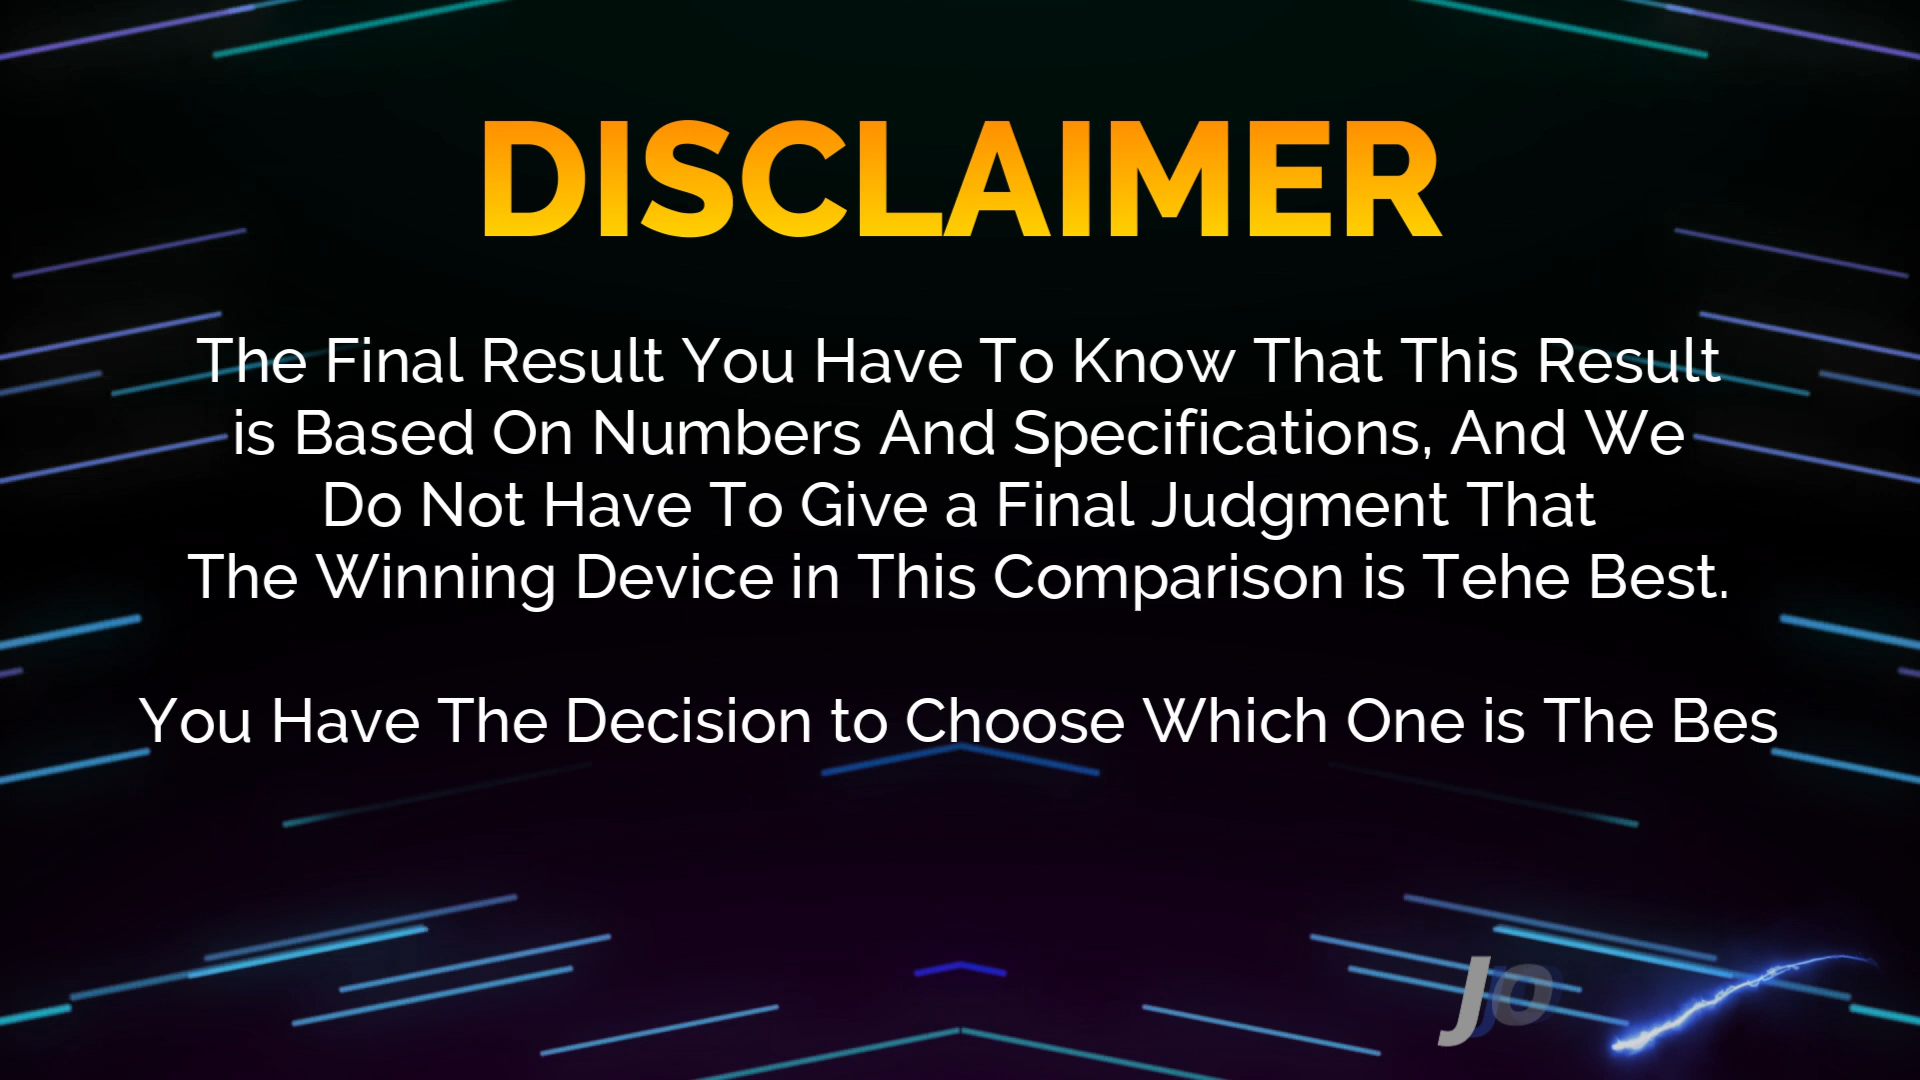 DISCLAIMER
The Final Result You Have To Know That This Result
is Based On Numbers And Specifications, And We
Do Not Have To Give a Final Judgment That
The Winning Device in This Comparison is Tehe Best.
You Have The Decision to Choose Which One is The Bes